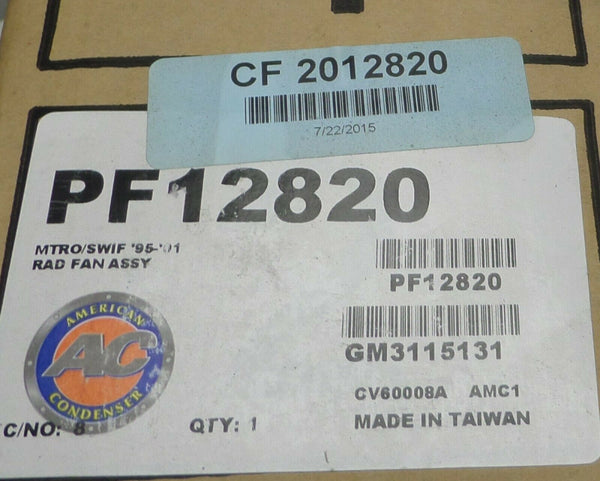 CF 2012820
7/22/2015
PF12820
MTRO/SWIF '95-'01
RAD FAN ASSY
PF12820
GM3115131
AMERICAN
AC
CONDENSER
CV60008A AMC1
C/NO: 8
QTY: 1
MADE IN TAIWAN